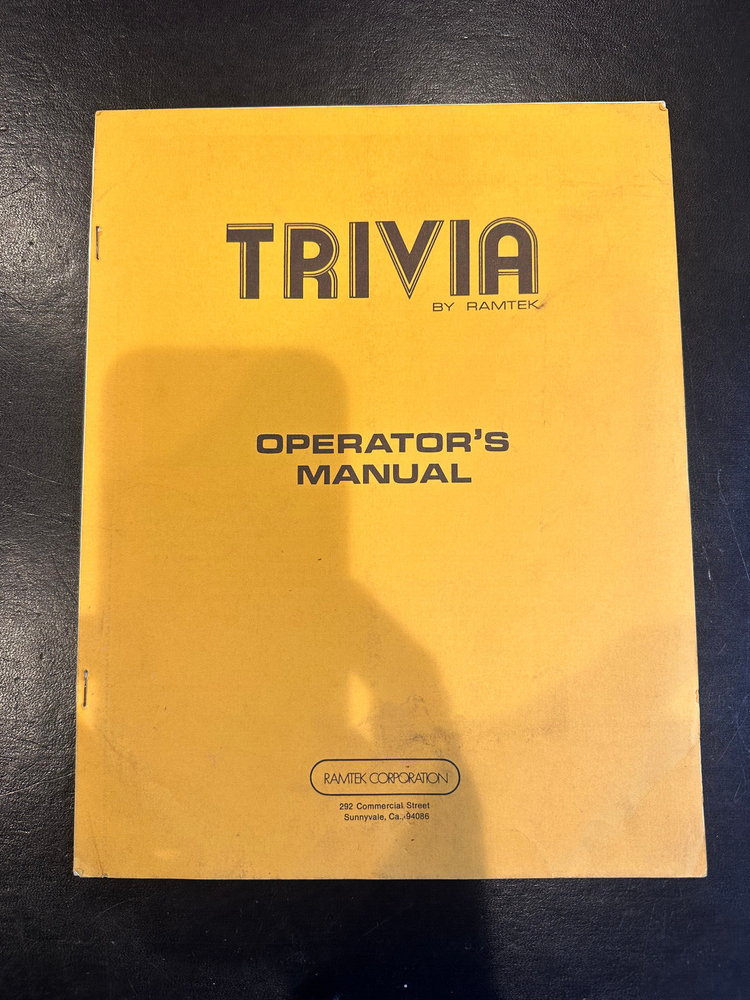 TRIVIA
BY RAMTEK
OPERATOR'S
MANUAL
RAMTEK CORPORATION
292 Commercial Street
Sunnyvale, Ca. 94086